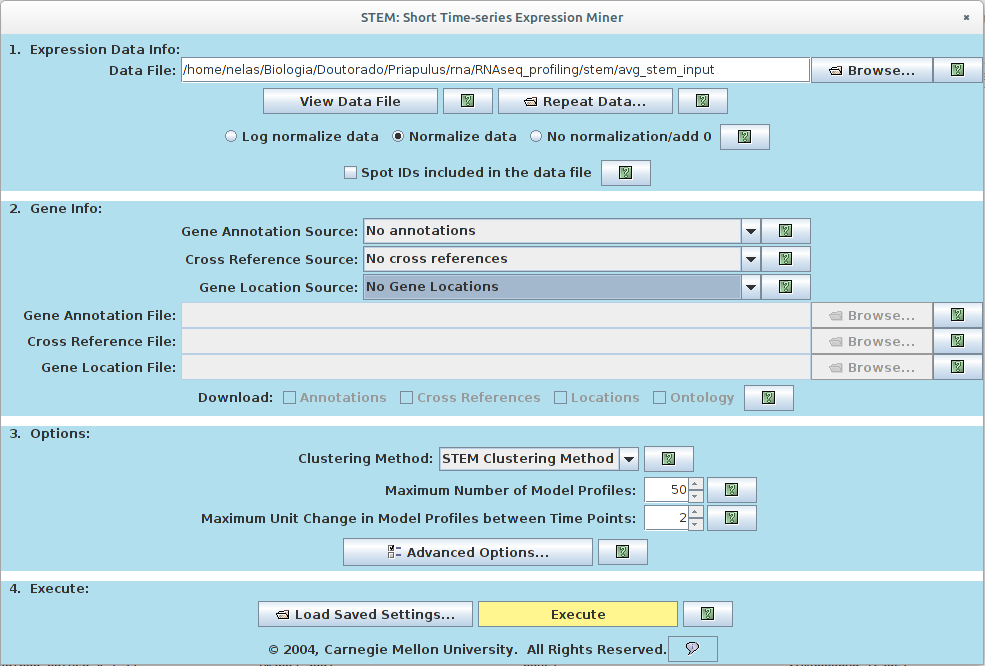 STEM: Short Time-series Expression Miner
1. Expression Data Info:
Data File: /home/nelas/Biologia/Doutorado/Priapulus/rna/RNAseq_profiling/stem/avg_stem_input Browse...
View Data File Repeat Data...
Log normalize data Normalize data No normalization/add 0
Spot IDs included in the data file
2. Gene Info:
Gene Annotation Source: No annotations
Cross Reference Source: No cross references
Gene Location Source: No Gene Locations
Gene Annotation File: Browse...
Cross Reference File: Browse...
Gene Location File: Browse...
Download: Annotations Cross References Locations Ontology
3. Options:
Clustering Method: STEM Clustering Method
Maximum Number of Model Profiles: 50
Maximum Unit Change in Model Profiles between Time Points: 2
Advanced Options...
4. Execute:
Load Saved Settings... Execute
© 2004, Carnegie Mellon University. All Rights Reserved.